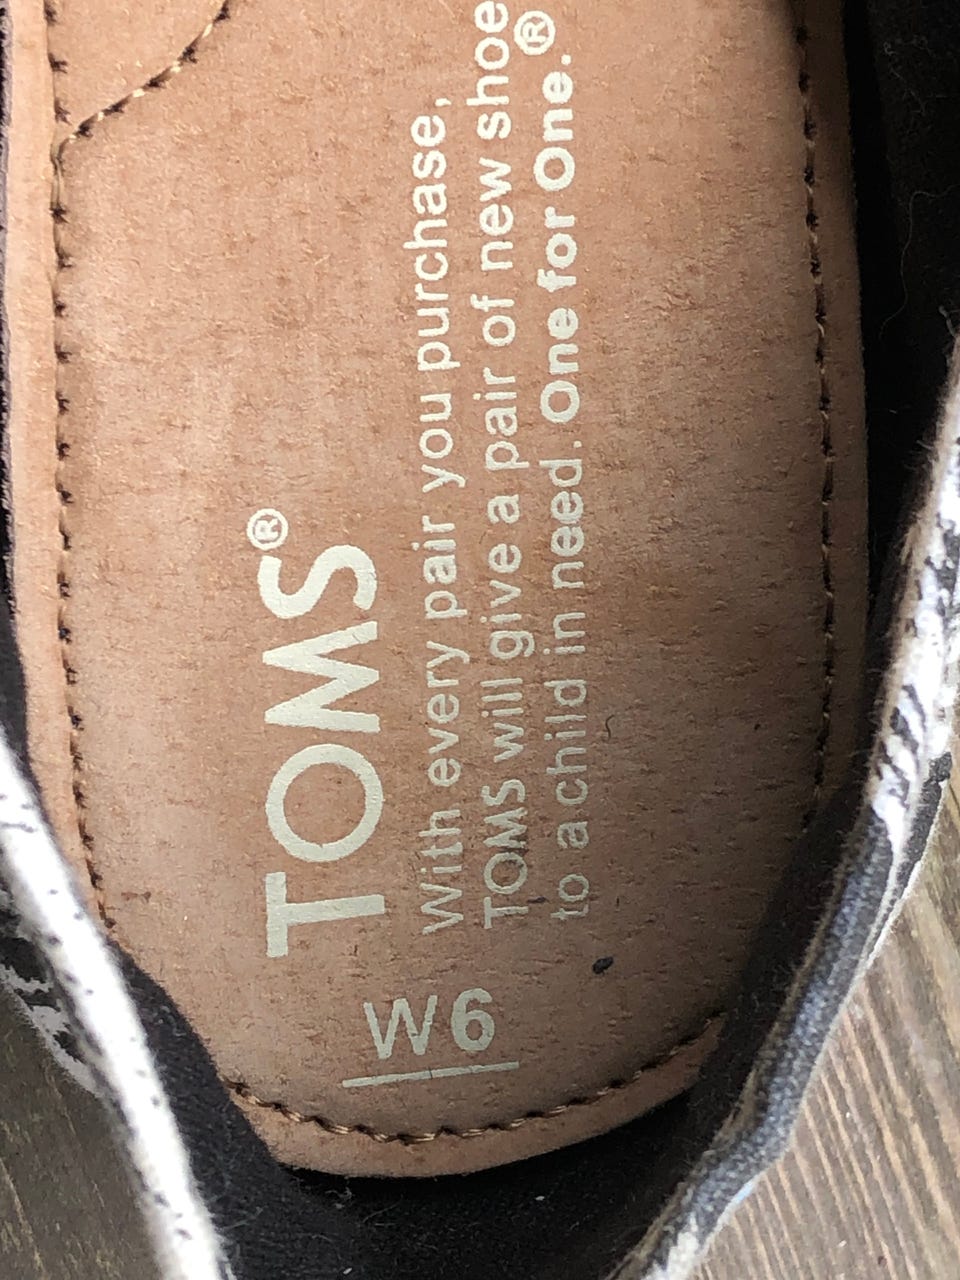 TOMS®
With every pair you purchase,
TOMS will give a pair of new shoe
to a child in need. One for One.®
W6